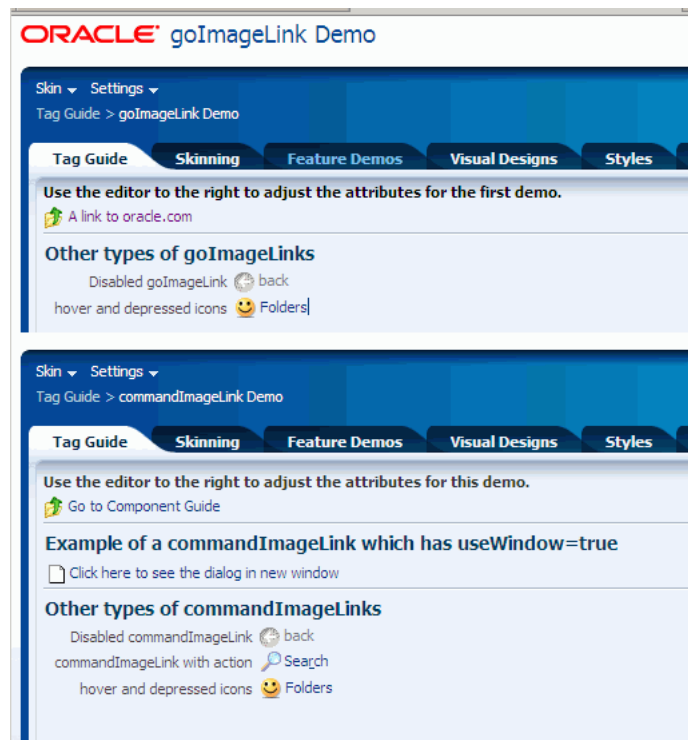 ORACLE goImageLink Demo
Skin Settings
Tag Guide > goImageLink Demo
Tag Guide Skinning Feature Demos Visual Designs Styles
Use the editor to the right to adjust the attributes for the first demo.
A link to oracle.com
Other types of goImageLinks
Disabled goImageLink back
hover and depressed icons Folders
Skin Settings
Tag Guide > commandImageLink Demo
Tag Guide Skinning Feature Demos Visual Designs Styles
Use the editor to the right to adjust the attributes for this demo.
Go to Component Guide
Example of a commandImageLink which has useWindow=true
Click here to see the dialog in new window
Other types of commandImageLinks
Disabled commandImageLink back
commandImageLink with action Search
hover and depressed icons Folders